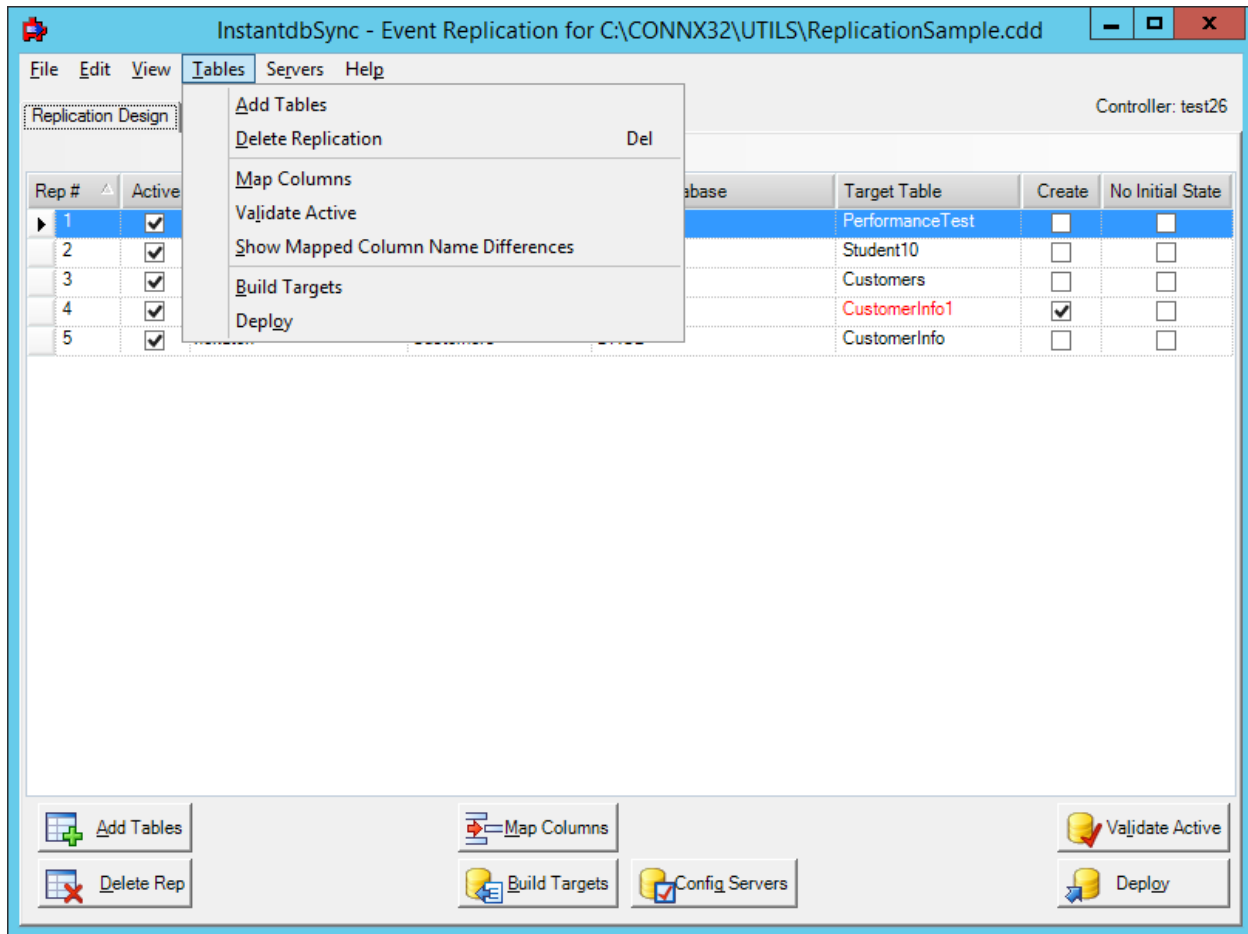 InstantdbSync - Event Replication for C:\CONNX32\UTILS\ReplicationSample.cdd
File Edit View Tables Servers Help
Replication Design
Controller: test26
Add Tables
Delete Replication Del
Map Columns
Validate Active
Show Mapped Column Name Differences
Build Targets
Deploy
Rep # Active abase Target Table Create No Initial State
1 PerformanceTest
2 Student10
3 Customers
4 CustomerInfo1
5 CustomerInfo
Add Tables Map Columns Validate Active
Delete Rep Build Targets Config Servers Deploy